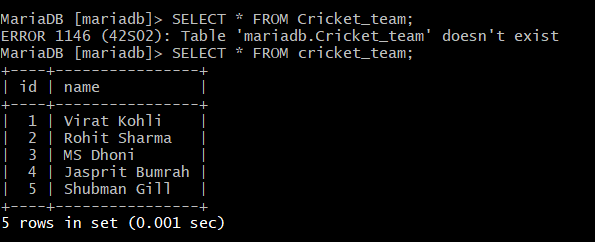 MariaDB [mariadb]> SELECT * FROM Cricket_team;
ERROR 1146 (42S02): Table 'mariadb.Cricket_team' doesn't exist
MariaDB [mariadb]> SELECT * FROM cricket_team;
+----+----------------+
| id | name           |
+----+----------------+
|  1 | Virat Kohli    |
|  2 | Rohit Sharma   |
|  3 | MS Dhoni       |
|  4 | Jasprit Bumrah |
|  5 | Shubman Gill   |
+----+----------------+
5 rows in set (0.001 sec)